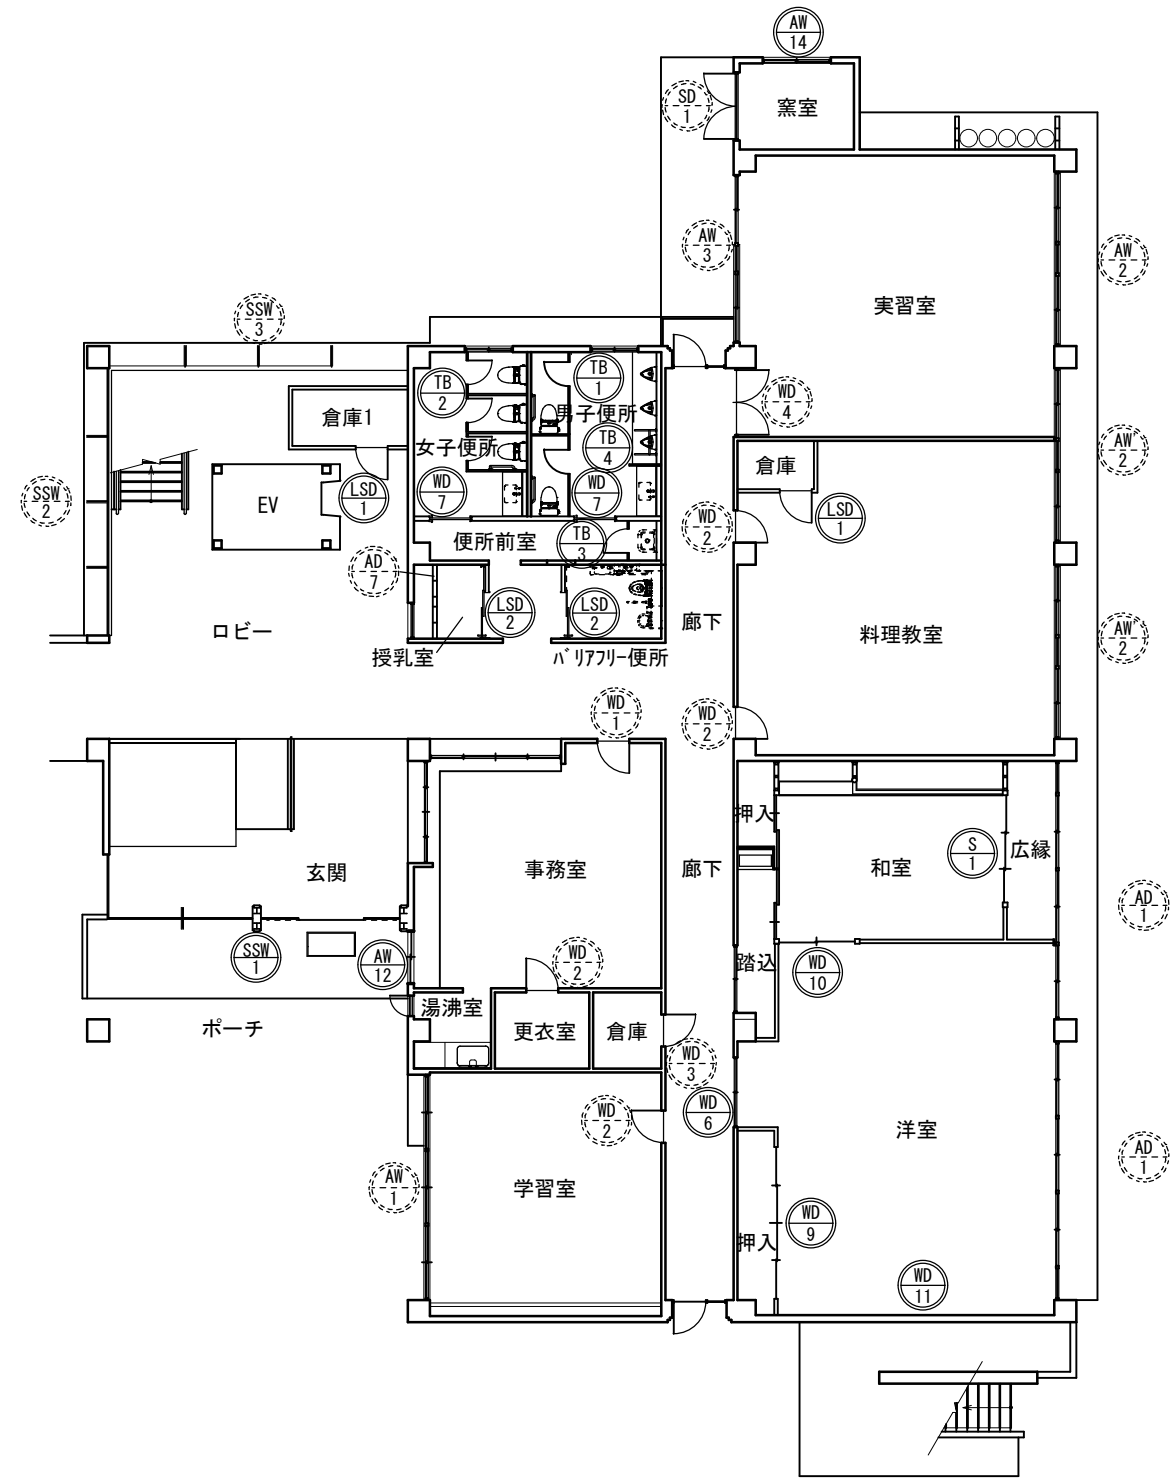 AW
14
SD
1
窯室
AW
3
AW
2
実習室
SSW
3
TB
2
TB
1
WD
4
倉庫1
男子便所
女子便所
TB
4
AW
2
倉庫
WD
7
WD
7
LSD
1
EV
SSW
2
LSD
1
WD
2
便所前室
TB
3
AD
7
LSD
2
LSD
2
廊下
ロビー
料理教室
AW
2
授乳室
バリアフリー便所
WD
1
WD
2
押入
和室
S
1
広縁
玄関
事務室
廊下
AD
1
SSW
1
AW
12
WD
2
踏込
WD
10
湯沸室
ポーチ
更衣室
倉庫
WD
3
WD
6
WD
2
洋室
AD
1
AW
1
学習室
WD
9
押入
WD
11